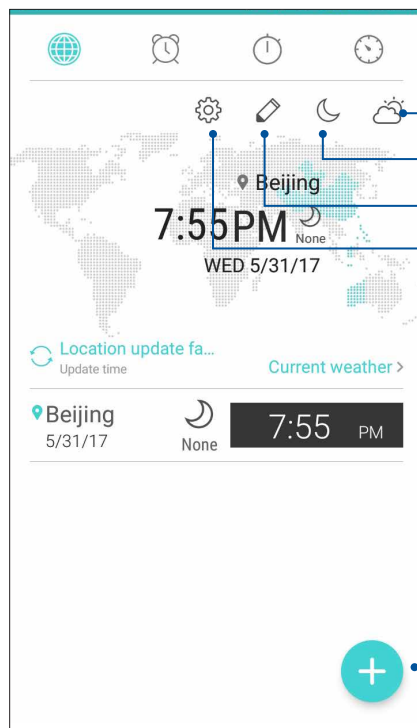 Beijing
7:55PM
None
WED 5/31/17
Location update fa...
Update time
Current weather >
Beijing
5/31/17
None
7:55 PM